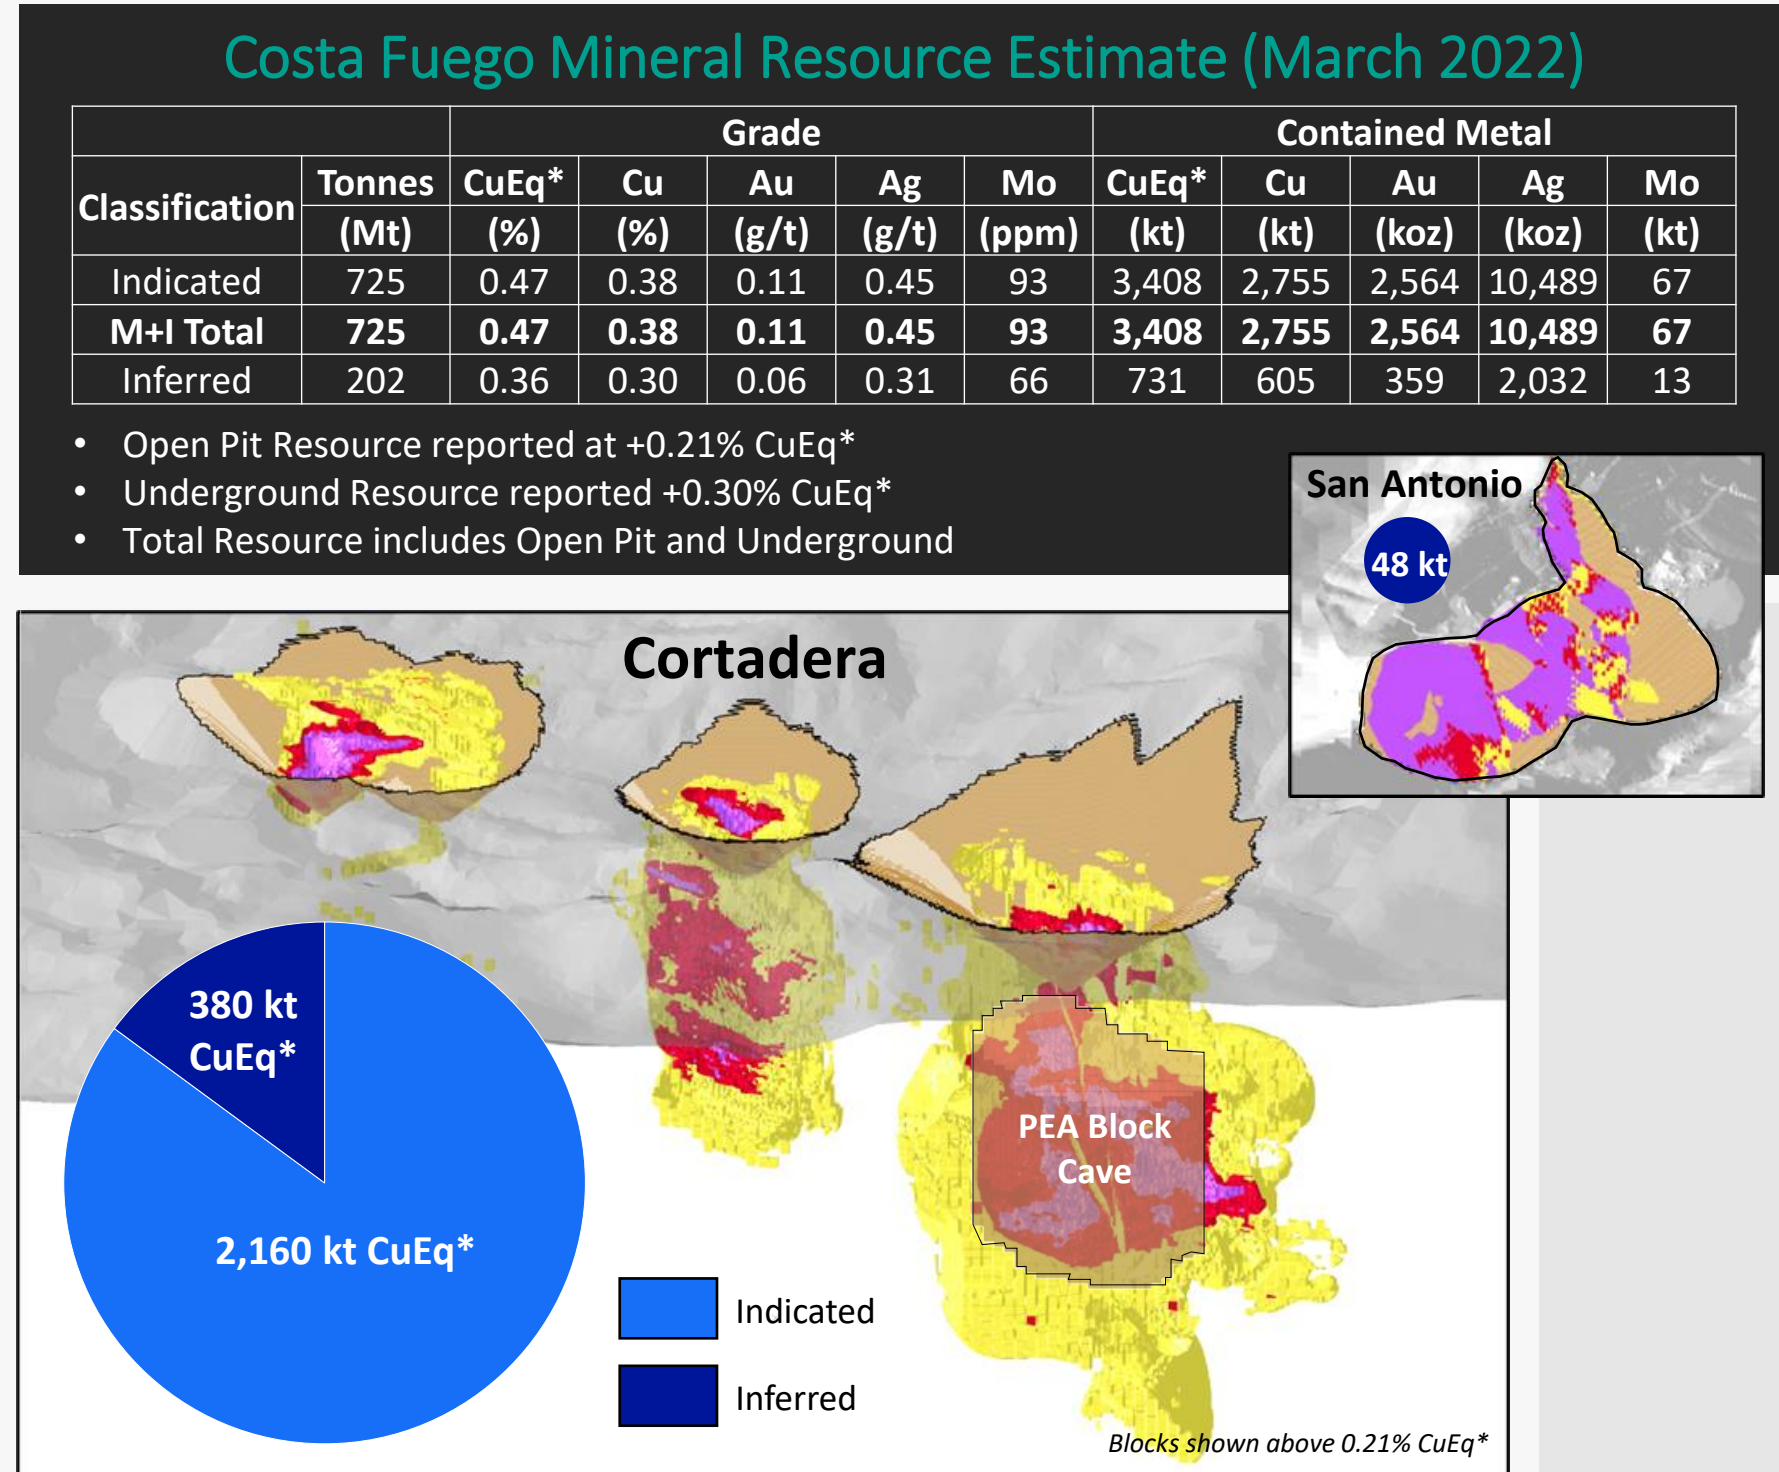 Costa Fuego Mineral Resource Estimate (March 2022)
Grade Contained Metal
Classification Tonnes CuEq* Cu Au Ag Mo CuEq* Cu Au Ag Mo
(Mt) (%) (%) (g/t) (g/t) (ppm) (kt) (kt) (koz) (koz) (kt)
Indicated 725 0.47 0.38 0.11 0.45 93 3,408 2,755 2,564 10,489 67
M+I Total 725 0.47 0.38 0.11 0.45 93 3,408 2,755 2,564 10,489 67
Inferred 202 0.36 0.30 0.06 0.31 66 731 605 359 2,032 13
• Open Pit Resource reported at +0.21% CuEq*
• Underground Resource reported +0.30% CuEq*
• Total Resource includes Open Pit and Underground
San Antonio
48 kt
Cortadera
380 kt
CuEq*
2,160 kt CuEq*
PEA Block
Cave
Indicated
Inferred
Blocks shown above 0.21% CuEq*